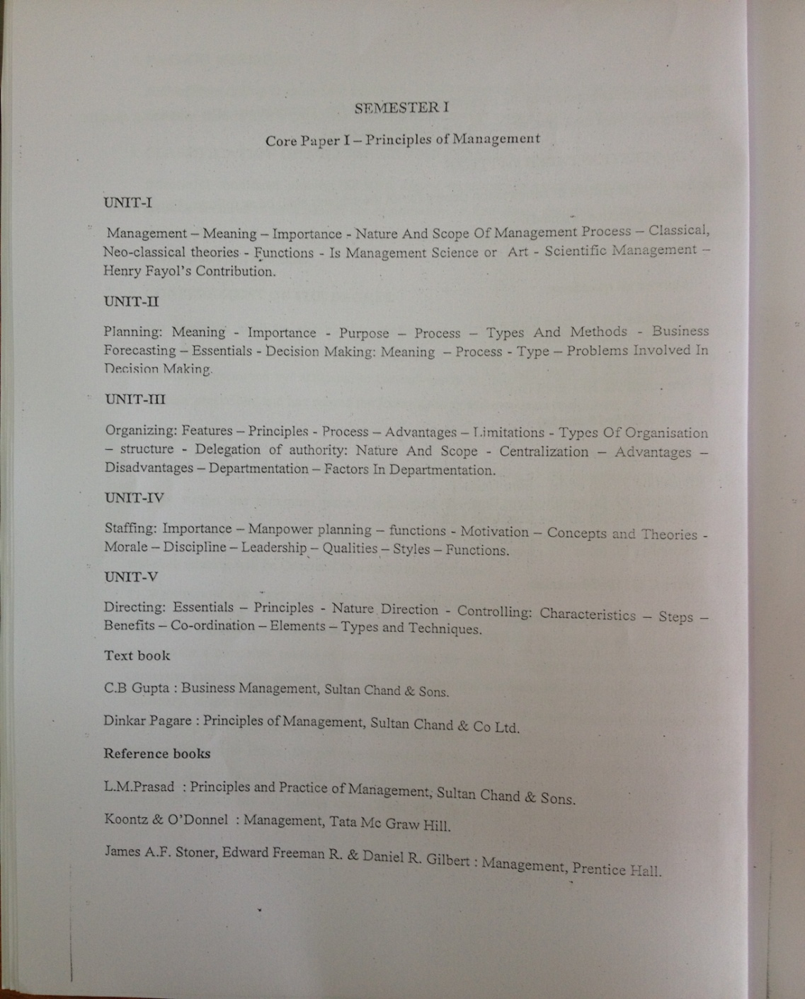 SEMESTER I
Core Paper I – Principles of Management
UNIT-I
Management – Meaning – Importance - Nature And Scope Of Management Process – Classical,
Neo-classical theories - Functions - Is Management Science or Art - Scientific Management –
Henry Fayol's Contribution.
UNIT-II
Planning: Meaning - Importance - Purpose – Process – Types And Methods - Business
Forecasting – Essentials - Decision Making: Meaning – Process - Type – Problems Involved In
Decision Making.
UNIT-III
Organizing: Features – Principles - Process – Advantages – Limitations - Types Of Organisation
– structure - Delegation of authority: Nature And Scope - Centralization – Advantages –
Disadvantages – Departmentation – Factors In Departmentation.
UNIT-IV
Staffing: Importance – Manpower planning – functions - Motivation – Concepts and Theories -
Morale – Discipline – Leadership – Qualities – Styles – Functions.
UNIT-V
Directing: Essentials – Principles - Nature Direction - Controlling: Characteristics – Steps –
Benefits – Co-ordination – Elements – Types and Techniques.
Text book
C.B Gupta : Business Management, Sultan Chand & Sons.
Dinkar Pagare : Principles of Management, Sultan Chand & Co Ltd.
Reference books
L.M.Prasad : Principles and Practice of Management, Sultan Chand & Sons.
Koontz & O'Donnel : Management, Tata Mc Graw Hill.
James A.F. Stoner, Edward Freeman R. & Daniel R. Gilbert : Management, Prentice Hall.